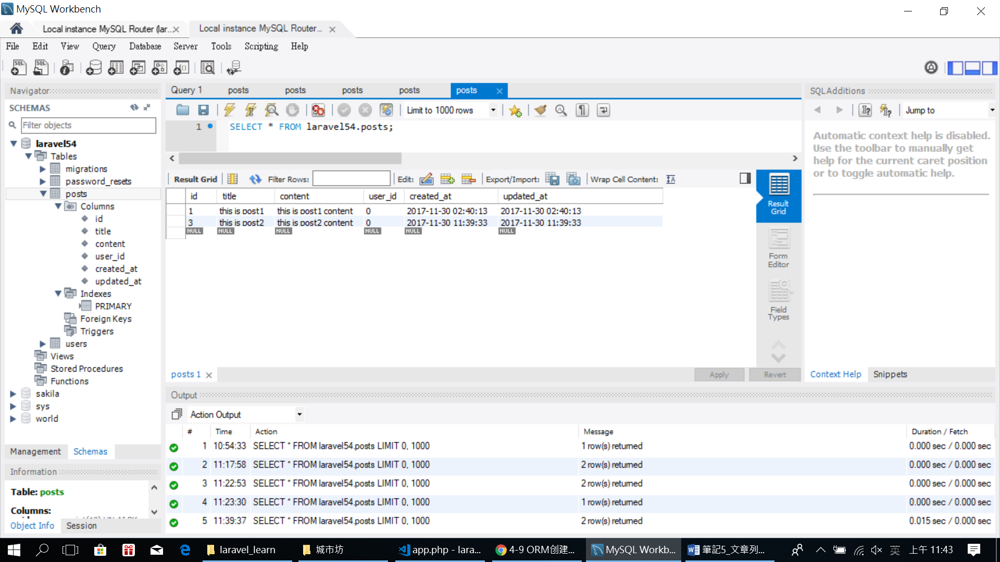 MySQL Workbench
Local instance MySQL Router (lar...
Local instance MySQL Router...
File Edit View Query Database Server Tools Scripting Help
Navigator
SCHEMAS
Filter objects
laravel54
Tables
migrations
password_resets
posts
Columns
id
title
content
user_id
created_at
updated_at
Indexes
PRIMARY
Foreign Keys
Triggers
users
Views
Stored Procedures
Functions
sakila
sys
world
Management Schemas
Information
Table: posts
Columns:
Object Info Session
Query 1 posts posts posts posts posts
Limit to 1000 rows
1 SELECT * FROM laravel54.posts;
Result Grid Filter Rows: Edit: Export/Import: Wrap Cell Content:
id title content user_id created_at updated_at
1 this is post1 this is post1 content 0 2017-11-30 02:40:13 2017-11-30 02:40:13
3 this is post2 this is post2 content 0 2017-11-30 11:39:33 2017-11-30 11:39:33
NULL NULL NULL NULL NULL NULL
Result
Grid
Form
Editor
Field
Types
posts 1 Apply Revert
SQLAdditions
Jump to
Automatic context help is disabled.
Use the toolbar to manually get
help for the current caret position
or to toggle automatic help.
Context Help Snippets
Output
Action Output
# Time Action Message Duration / Fetch
1 10:54:33 SELECT * FROM laravel54.posts LIMIT 0, 1000 1 row(s) returned 0.000 sec / 0.000 sec
2 11:17:58 SELECT * FROM laravel54.posts LIMIT 0, 1000 2 row(s) returned 0.000 sec / 0.000 sec
3 11:22:53 SELECT * FROM laravel54.posts LIMIT 0, 1000 2 row(s) returned 0.000 sec / 0.000 sec
4 11:23:30 SELECT * FROM laravel54.posts LIMIT 0, 1000 1 row(s) returned 0.000 sec / 0.000 sec
5 11:39:37 SELECT * FROM laravel54.posts LIMIT 0, 1000 2 row(s) returned 0.015 sec / 0.000 sec
laravel_learn 城市坊 app.php - lara... 4-9 ORM创建... MySQL Workb... 筆記5_文章列... 英 上午 11:43